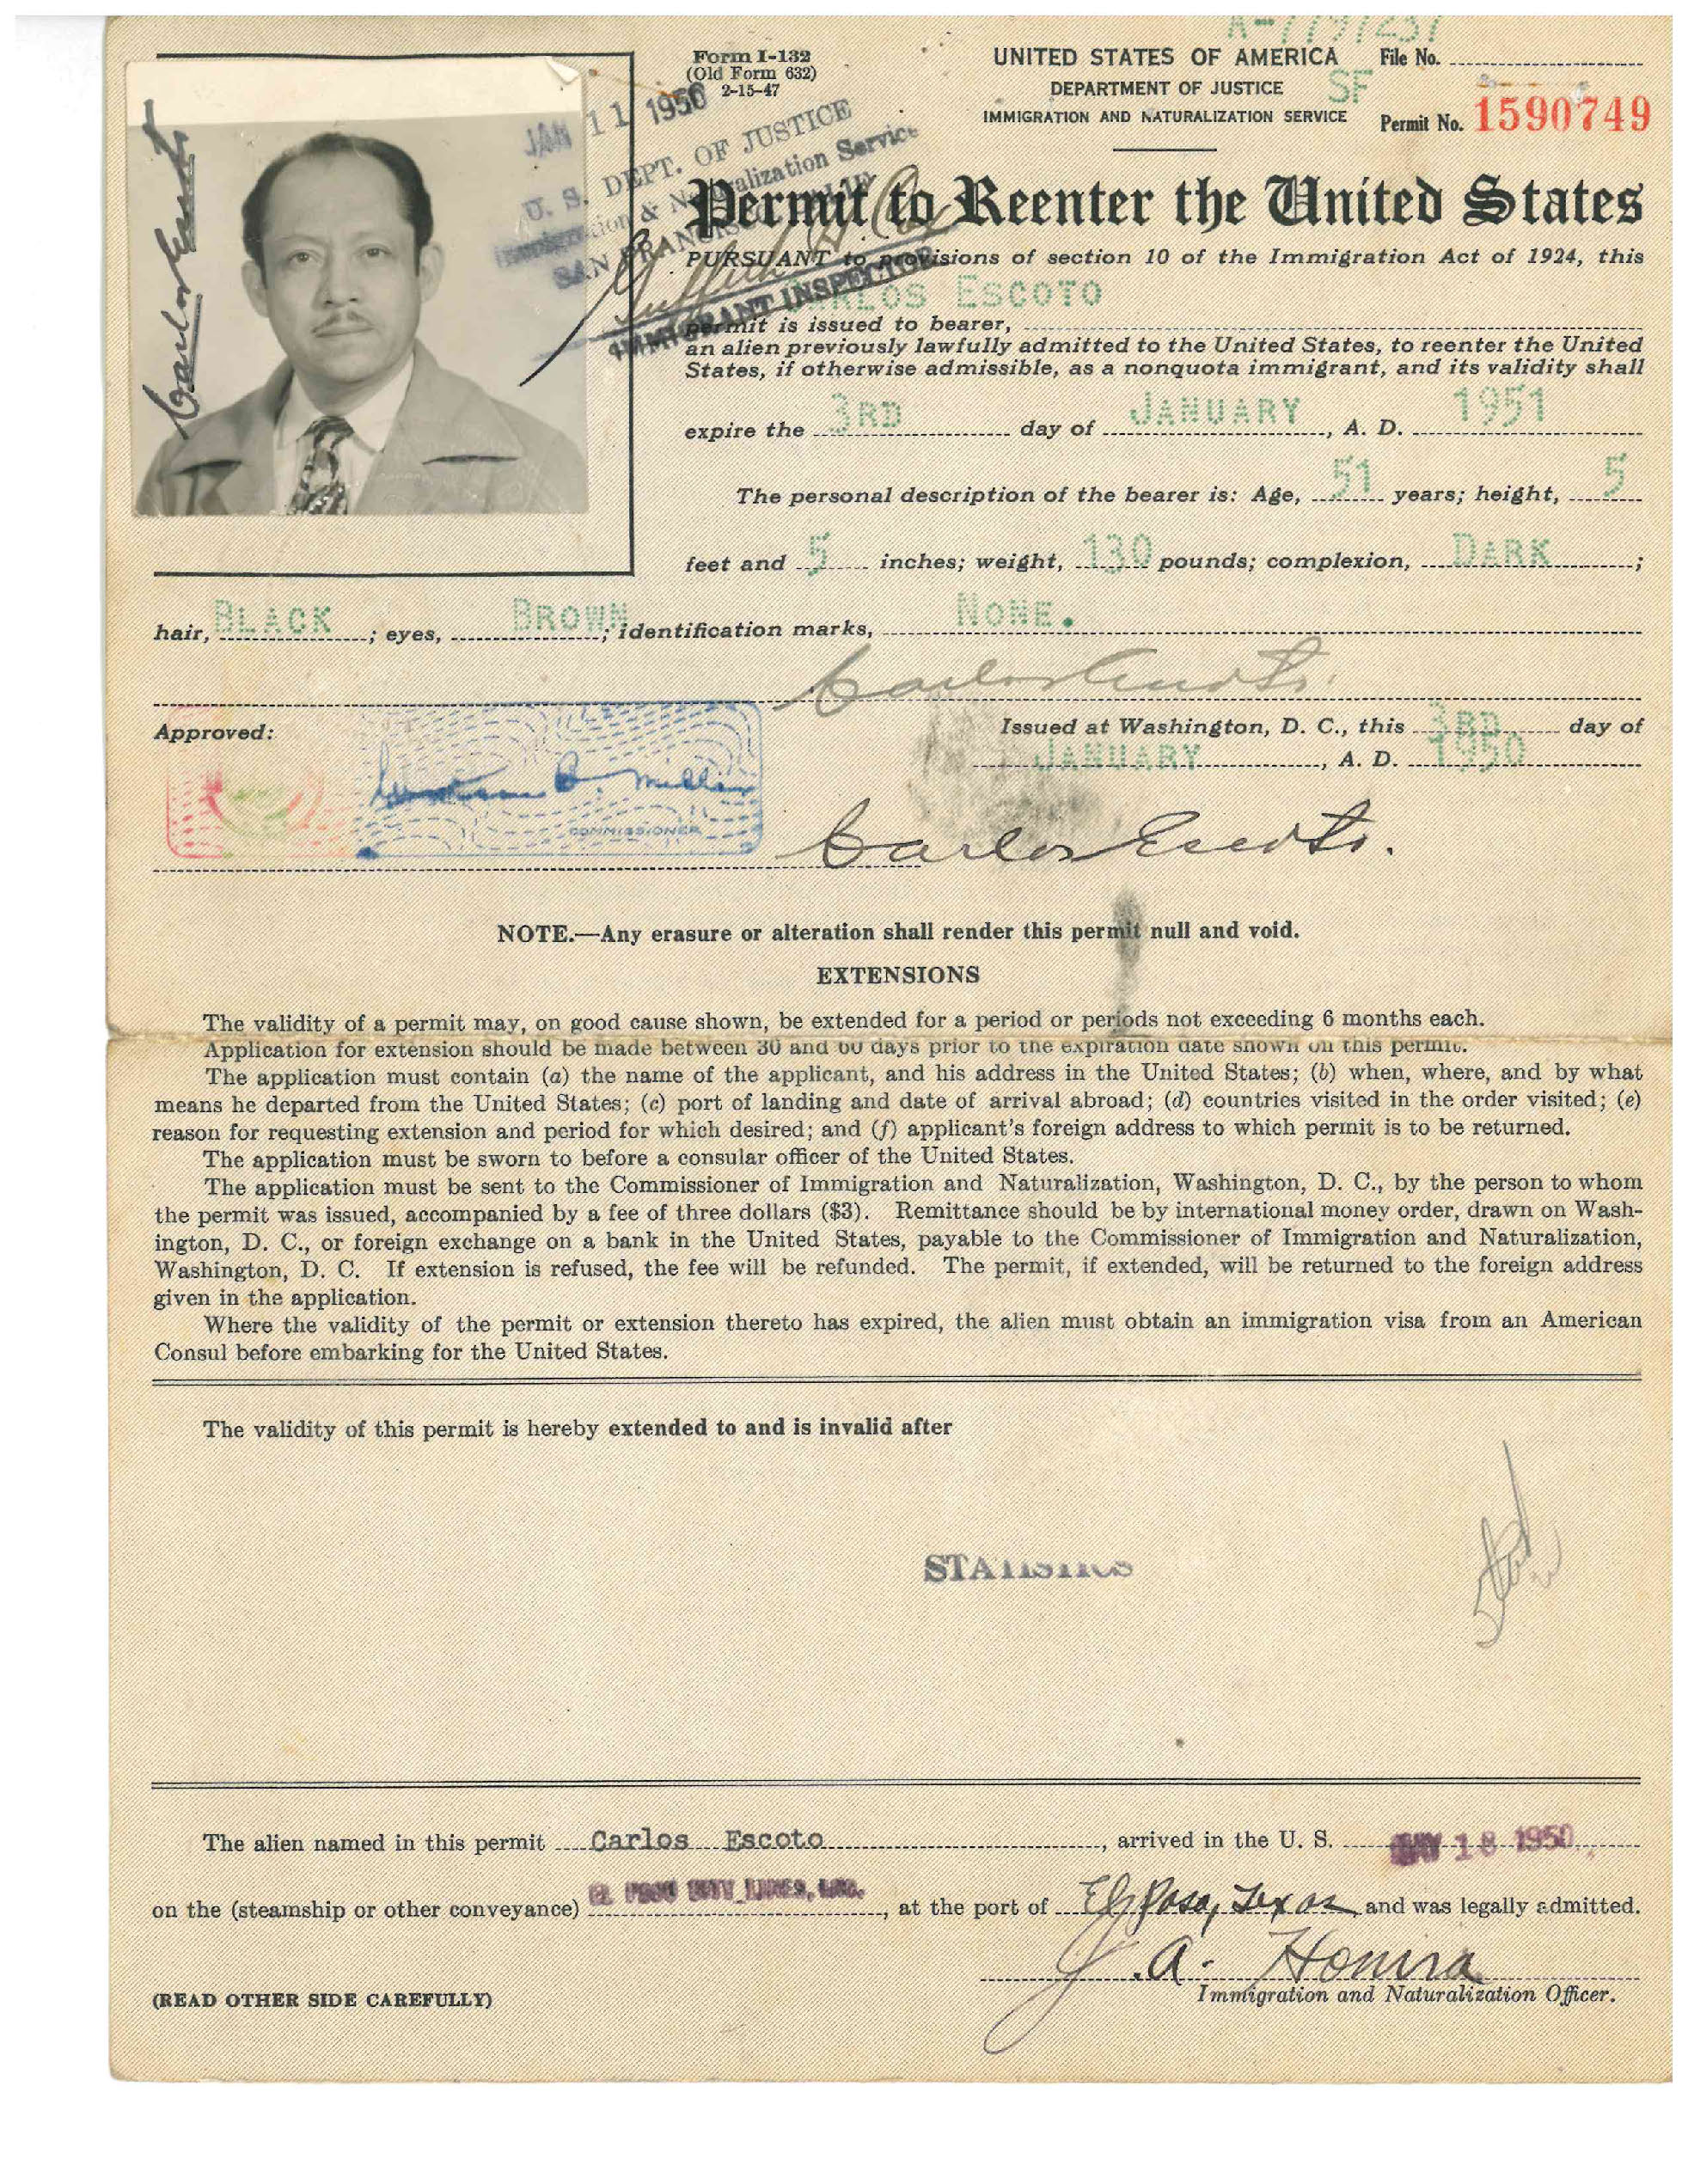 Form I-132
(Old Form 632)
2-15-47
UNITED STATES OF AMERICA
DEPARTMENT OF JUSTICE
IMMIGRATION AND NATURALIZATION SERVICE
File No.
SF
Permit No. 1590749
JAN 11 1950
U. S. DEPT. OF JUSTICE
Immigration & Naturalization Service
SAN FRANCISCO
IMMIGRANT INSPECTOR
Carlos Escoto
Permit to Reenter the United States
PURSUANT to provisions of section 10 of the Immigration Act of 1924, this
CARLOS ESCOTO
permit is issued to bearer,
an alien previously lawfully admitted to the United States, to reenter the United
States, if otherwise admissible, as a nonquota immigrant, and its validity shall
expire the 3RD day of JANUARY, A. D. 1951
The personal description of the bearer is: Age, 51 years; height, 5
feet and 5 inches; weight, 130 pounds; complexion, DARK;
hair, BLACK; eyes, BROWN; identification marks, NONE.
Carlos Escoto.
Approved:
Issued at Washington, D. C., this 3RD day of
JANUARY, A. D. 1950
COMMISSIONER
Carlos Escoto.
NOTE.—Any erasure or alteration shall render this permit null and void.
EXTENSIONS
The validity of a permit may, on good cause shown, be extended for a period or periods not exceeding 6 months each.
Application for extension should be made between 30 and 60 days prior to the expiration date shown on this permit.
The application must contain (a) the name of the applicant, and his address in the United States; (b) when, where, and by what
means he departed from the United States; (c) port of landing and date of arrival abroad; (d) countries visited in the order visited; (e)
reason for requesting extension and period for which desired; and (f) applicant's foreign address to which permit is to be returned.
The application must be sworn to before a consular officer of the United States.
The application must be sent to the Commissioner of Immigration and Naturalization, Washington, D. C., by the person to whom
the permit was issued, accompanied by a fee of three dollars ($3). Remittance should be by international money order, drawn on Wash-
ington, D. C., or foreign exchange on a bank in the United States, payable to the Commissioner of Immigration and Naturalization,
Washington, D. C. If extension is refused, the fee will be refunded. The permit, if extended, will be returned to the foreign address
given in the application.
Where the validity of the permit or extension thereto has expired, the alien must obtain an immigration visa from an American
Consul before embarking for the United States.
The validity of this permit is hereby extended to and is invalid after
STATISTICS
The alien named in this permit Carlos Escoto, arrived in the U. S. MAY 18 1950
on the (steamship or other conveyance) EL PASO CITY LINES, INC., at the port of El Paso, Texas and was legally admitted.
J. A.
Immigration and Naturalization Officer.
(READ OTHER SIDE CAREFULLY)